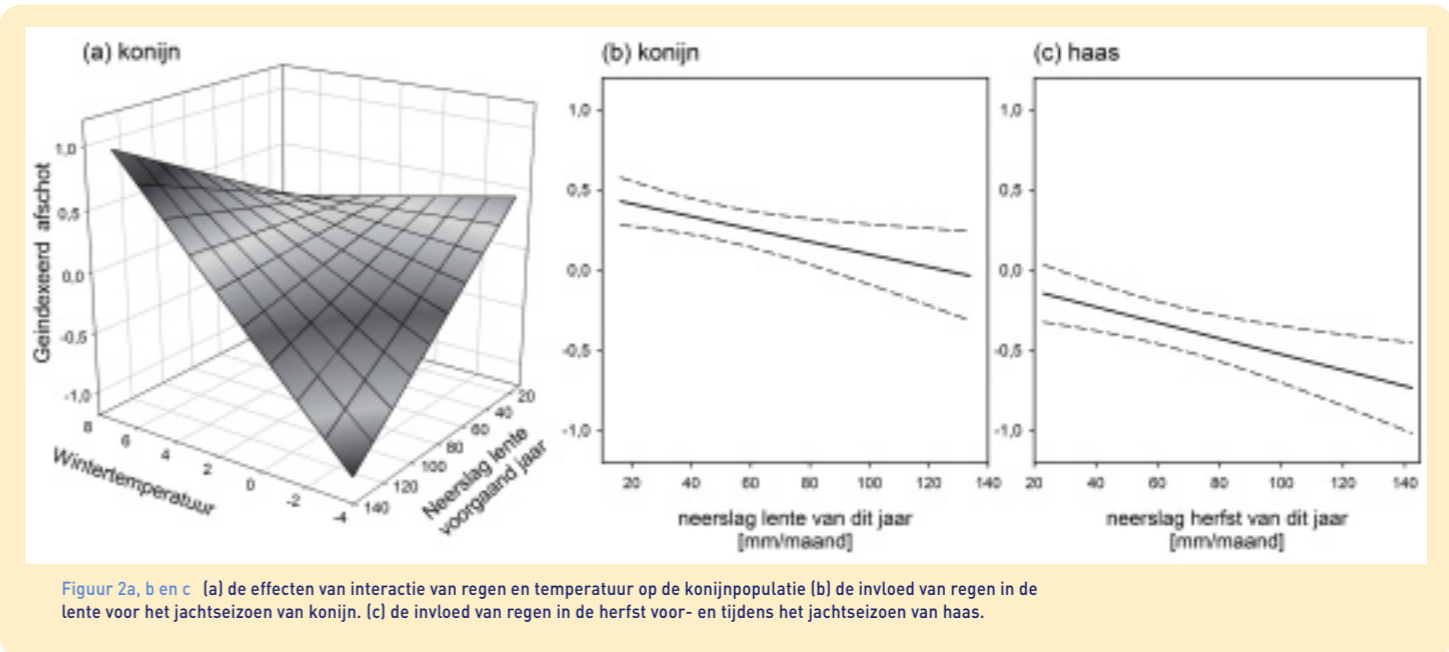 (a) konijn
Geïndexeerd afschot
1,0
0,5
0,0
-0,5
-1,0
8
6
4
2
0
-2
-4
Wintertemperatuur
140
120
100
80
60
40
20
Neerslag lente
voorgaand jaar
(b) konijn
1,0
0,5
0,0
-0,5
-1,0
20 40 60 80 100 120 140
neerslag lente van dit jaar
[mm/maand]
(c) haas
1,0
0,5
0,0
-0,5
-1,0
20 40 60 80 100 120 140
neerslag herfst van dit jaar
[mm/maand]
Figuur 2a, b en c (a) de effecten van interactie van regen en temperatuur op de konijnpopulatie (b) de invloed van regen in de
lente voor het jachtseizoen van konijn. (c) de invloed van regen in de herfst voor- en tijdens het jachtseizoen van haas.